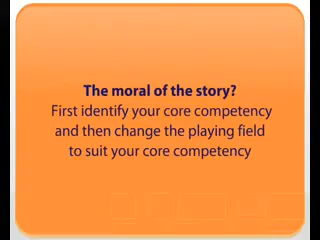 The moral of the story?
First identify your core competency
and then change the playing field
to suit your core competency